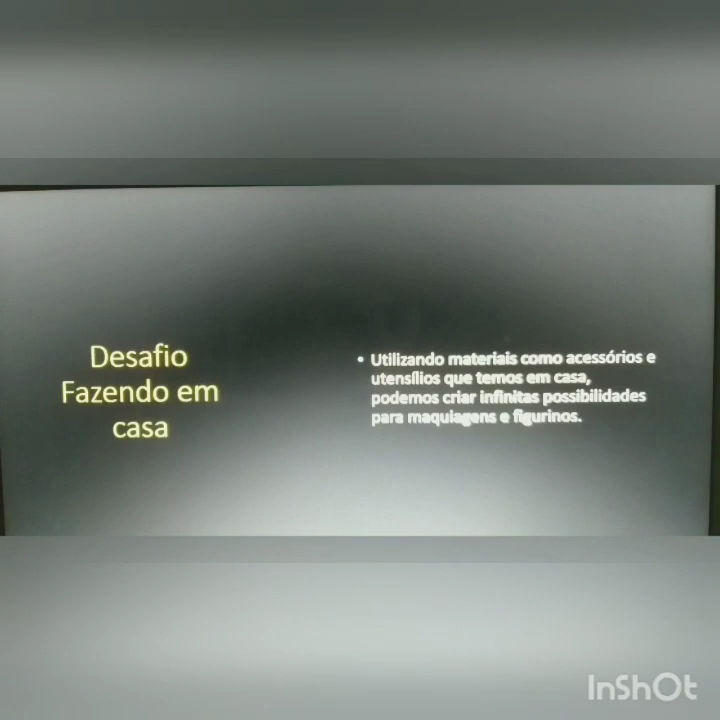 Desafio
Fazendo em
casa
• Utilizando materiais como acessórios e
utensílios que temos em casa,
podemos criar infinitas possibilidades
para maquiagens e figurinos.
InShOt